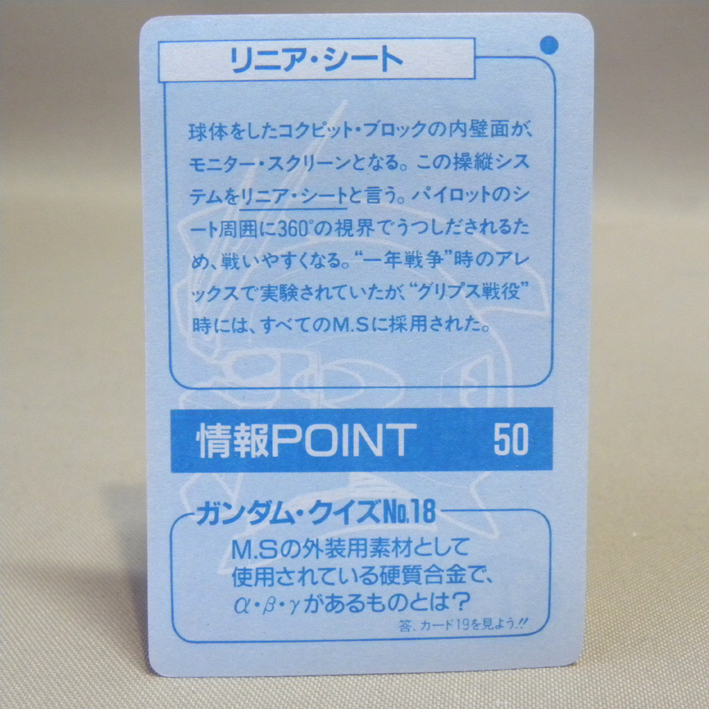 リニア・シート
球体をしたコクピット・ブロックの内壁面が、
モニター・スクリーンとなる。この操縦シス
テムをリニア・シートと言う。パイロットのシ
ート周囲に360°の視界でうつしだされるた
め、戦いやすくなる。“一年戦争”時のアレ
ックスで実験されていたが、“グリプス戦役”
時には、すべてのM.Sに採用された。
情報POINT 50
ガンダム・クイズNo.18
M.Sの外装用素材として
使用されている硬質合金で、
α・β・γがあるものとは？
答、カード19を見よう!!